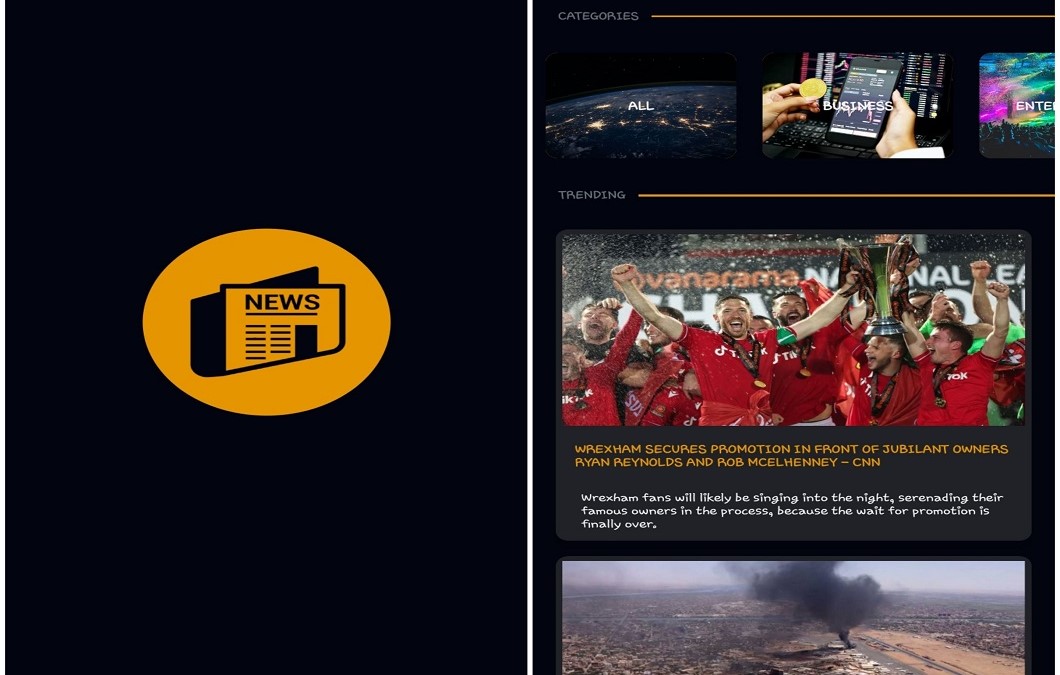 NEWS
CATEGORIES
ALL
BUSINESS
ENTE
TRENDING
vanarama NATIONAL LEA
TIKTOK
WREXHAM SECURES PROMOTION IN FRONT OF JUBILANT OWNERS
RYAN REYNOLDS AND ROB MCELHENNEY – CNN
Wrexham fans will likely be singing into the night, serenading their
famous owners in the process, because the wait for promotion is
finally over.